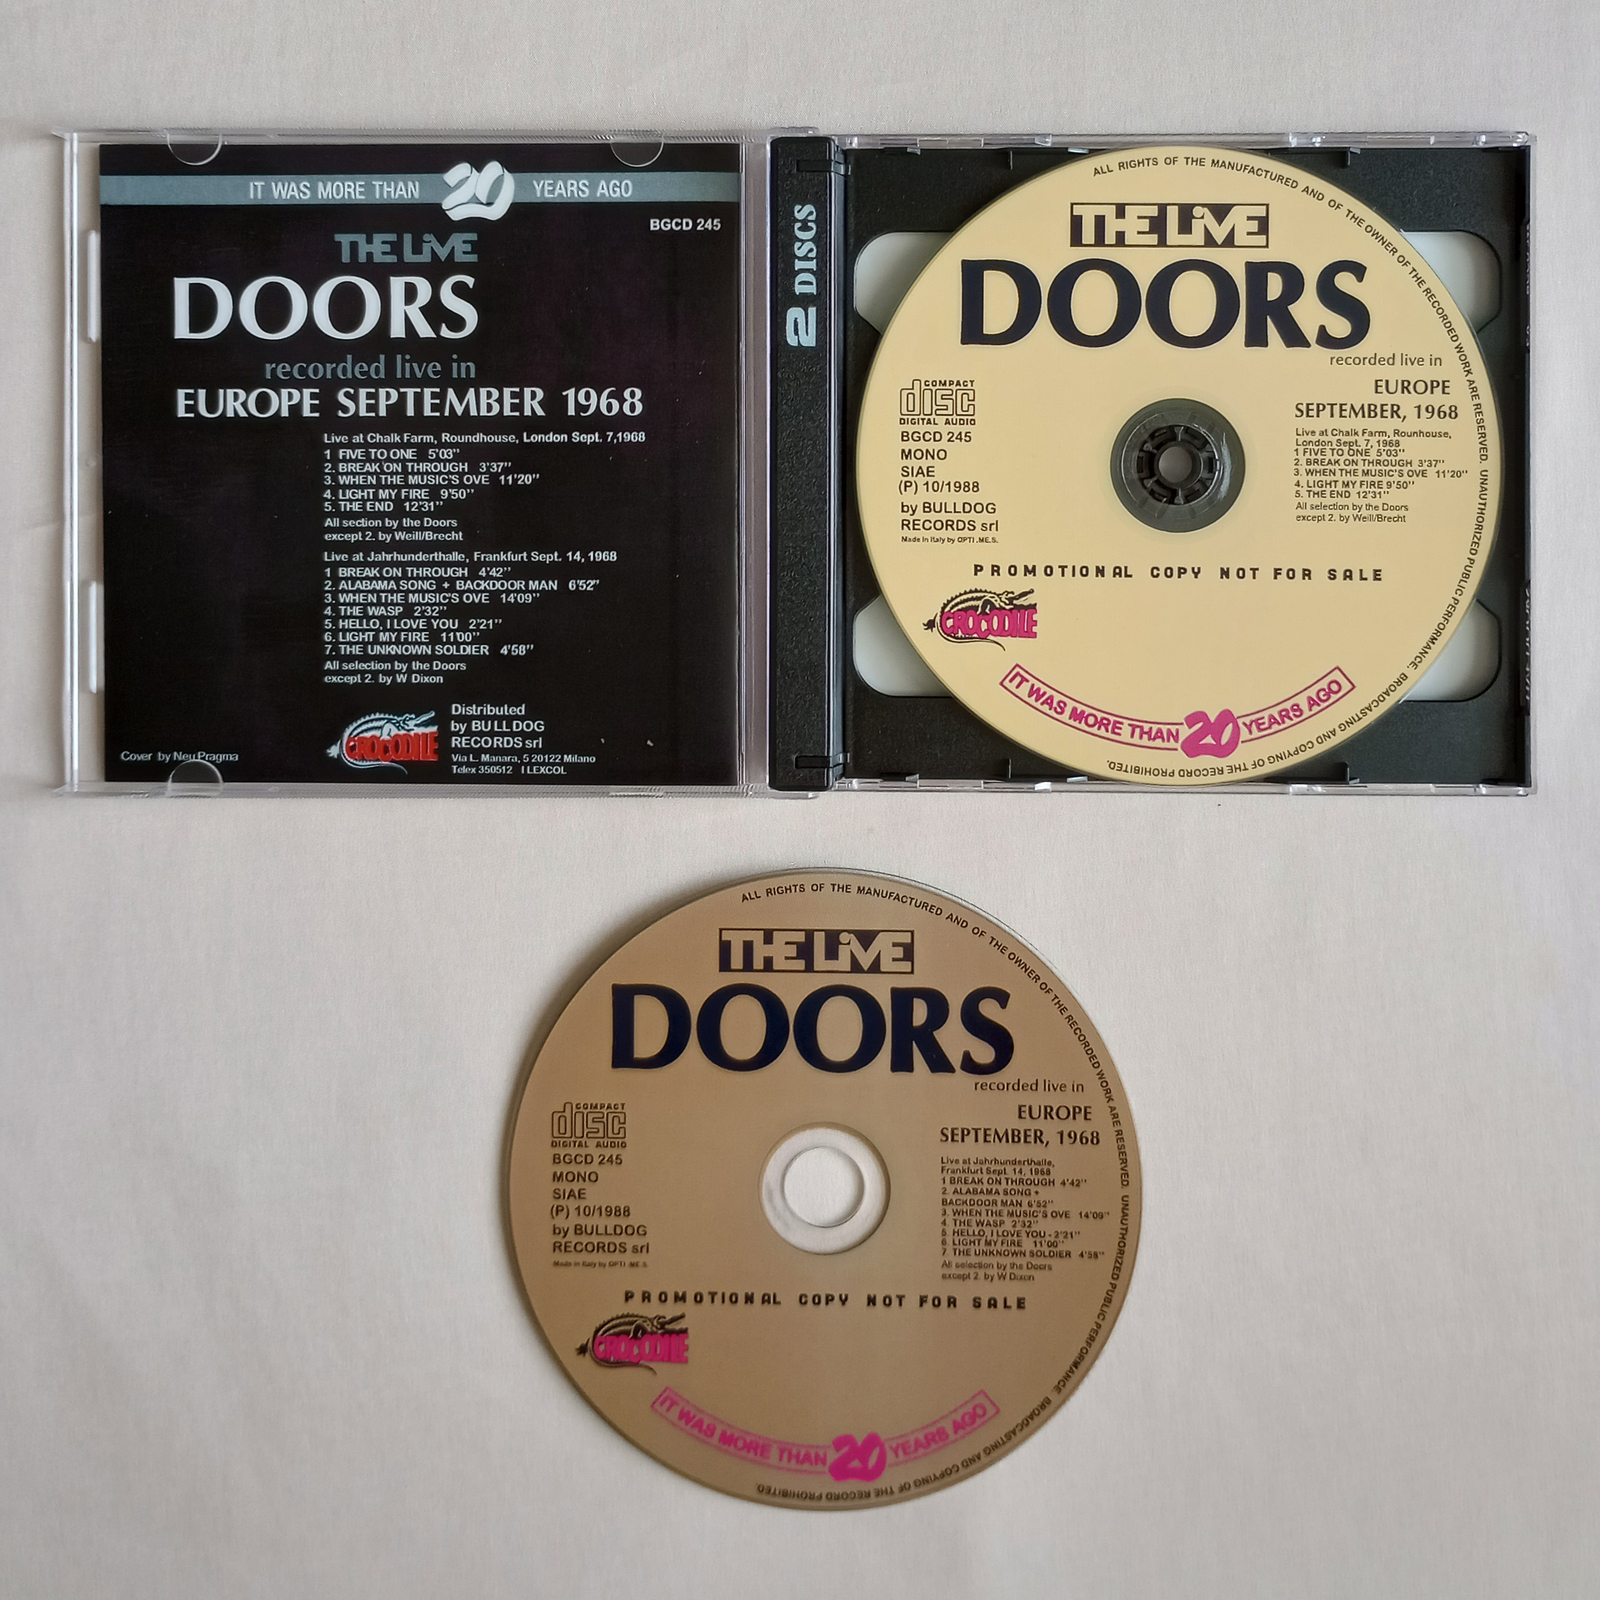 IT WAS MORE THAN 20 YEARS AGO
BGCD 245
THE LIVE
DOORS
recorded live in
EUROPE SEPTEMBER 1968
Live at Chalk Farm, Roundhouse, London Sept. 7,1968
1 FIVE TO ONE 5'03"
2. BREAK ON THROUGH 3'37"
3. WHEN THE MUSIC'S OVE 11'20"
4. LIGHT MY FIRE 9'50"
5. THE END 12'31"
All section by the Doors
except 2. by Weill/Brecht
Live at Jahrhunderthalle, Frankfurt Sept. 14, 1968
1 BREAK ON THROUGH 4'42"
2. ALABAMA SONG + BACKDOOR MAN 6'52"
3. WHEN THE MUSIC'S OVE 14'09"
4. THE WASP 2'32"
5. HELLO, I LOVE YOU 2'21"
6. LIGHT MY FIRE 11'00"
7. THE UNKNOWN SOLDIER 4'58"
All selection by the Doors
except 2. by W Dixon
CROCODILE
Distributed
by BULLDOG
RECORDS srl
Via L. Manara, 5 20122 Milano
Telex 350512 I LEXCOL
Cover by Neu Pragma
2 DISCS
ALL RIGHTS OF THE MANUFACTURED AND OF THE OWNER OF THE RECORDED WORK ARE RESERVED. UNAUTHORIZED PUBLIC PERFORMANCE. BROADCASTING AND COPYING OF THE RECORD PROHIBITED.
THE LIVE
DOORS
recorded live in
EUROPE
SEPTEMBER, 1968
COMPACT
disc
DIGITAL AUDIO
BGCD 245
MONO
SIAE
(P) 10/1988
by BULLDOG
RECORDS srl
Made in Italy by OPTI .ME.S.
Live at Chalk Farm, Rounhouse,
London Sept. 7, 1968
1 FIVE TO ONE 5'03"
2. BREAK ON THROUGH 3'37"
3. WHEN THE MUSIC'S OVE 11'20"
4. LIGHT MY FIRE 9'50"
5. THE END 12'31"
All selection by the Doors
except 2. by Weill/Brecht
PROMOTIONAL COPY NOT FOR SALE
CROCODILE
IT WAS MORE THAN 20 YEARS AGO
ALL RIGHTS OF THE MANUFACTURED AND OF THE OWNER OF THE RECORDED WORK ARE RESERVED. UNAUTHORIZED PUBLIC PERFORMANCE. BROADCASTING AND COPYING OF THE RECORD PROHIBITED.
THE LIVE
DOORS
recorded live in
EUROPE
SEPTEMBER, 1968
COMPACT
disc
DIGITAL AUDIO
BGCD 245
MONO
SIAE
(P) 10/1988
by BULLDOG
RECORDS srl
Made in Italy by OPTI .ME.S.
Live at Jahrhunderthalle,
Frankfurt Sept. 14, 1968
1 BREAK ON THROUGH 4'42"
2. ALABAMA SONG +
BACKDOOR MAN 6'52"
3. WHEN THE MUSIC'S OVE 14'09"
4. THE WASP 2'32"
5. HELLO, I LOVE YOU - 2'21"
6. LIGHT MY FIRE 11'00"
7. THE UNKNOWN SOLDIER 4'58"
All selection by the Doors
except 2. by W Dixon
PROMOTIONAL COPY NOT FOR SALE
CROCODILE
IT WAS MORE THAN 20 YEARS AGO